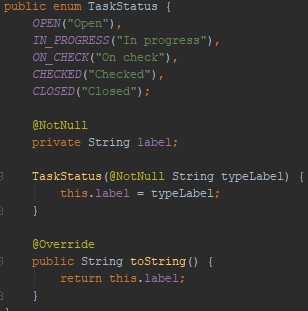 public enum TaskStatus {
OPEN("Open"),
IN_PROGRESS("In progress"),
ON_CHECK("On check"),
CHECKED("Checked"),
CLOSED("Closed");
@NotNull
private String label;
TaskStatus(@NotNull String typeLabel) {
this.label = typeLabel;
}
@Override
public String toString() {
return this.label;
}
}